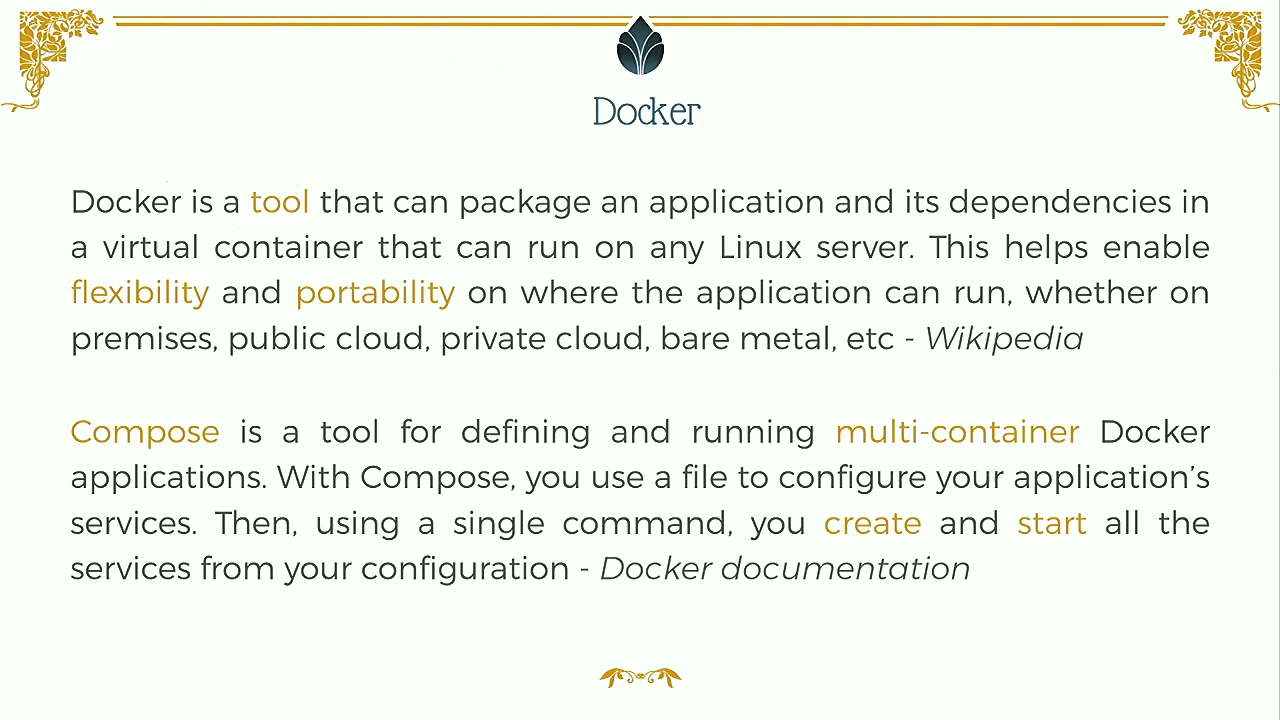 Docker
Docker is a tool that can package an application and its dependencies in
a virtual container that can run on any Linux server. This helps enable
flexibility and portability on where the application can run, whether on
premises, public cloud, private cloud, bare metal, etc - Wikipedia
Compose is a tool for defining and running multi-container Docker
applications. With Compose, you use a file to configure your application’s
services. Then, using a single command, you create and start all the
services from your configuration - Docker documentation